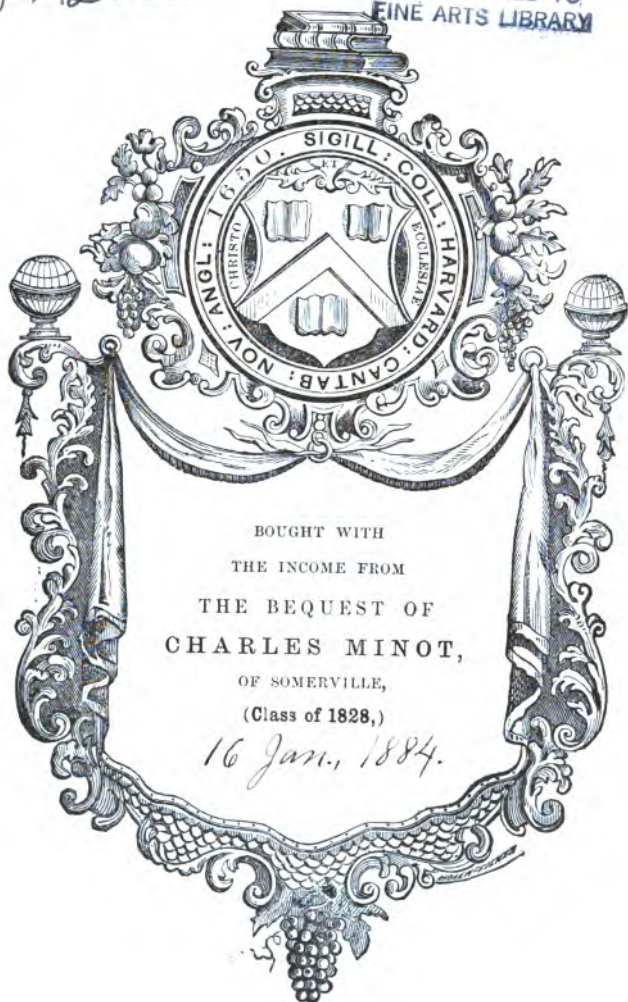 TO
FINE ARTS LIBRARY
SIGILL: COLL: HARVARD: CANTAB: NOV: ANGL: 1650.
ET
CHRISTO
ECCLESIAE
BOUGHT WITH
THE INCOME FROM
THE BEQUEST OF
CHARLES MINOT,
OF SOMERVILLE,
(Class of 1828,)
16 Jan., 1884.